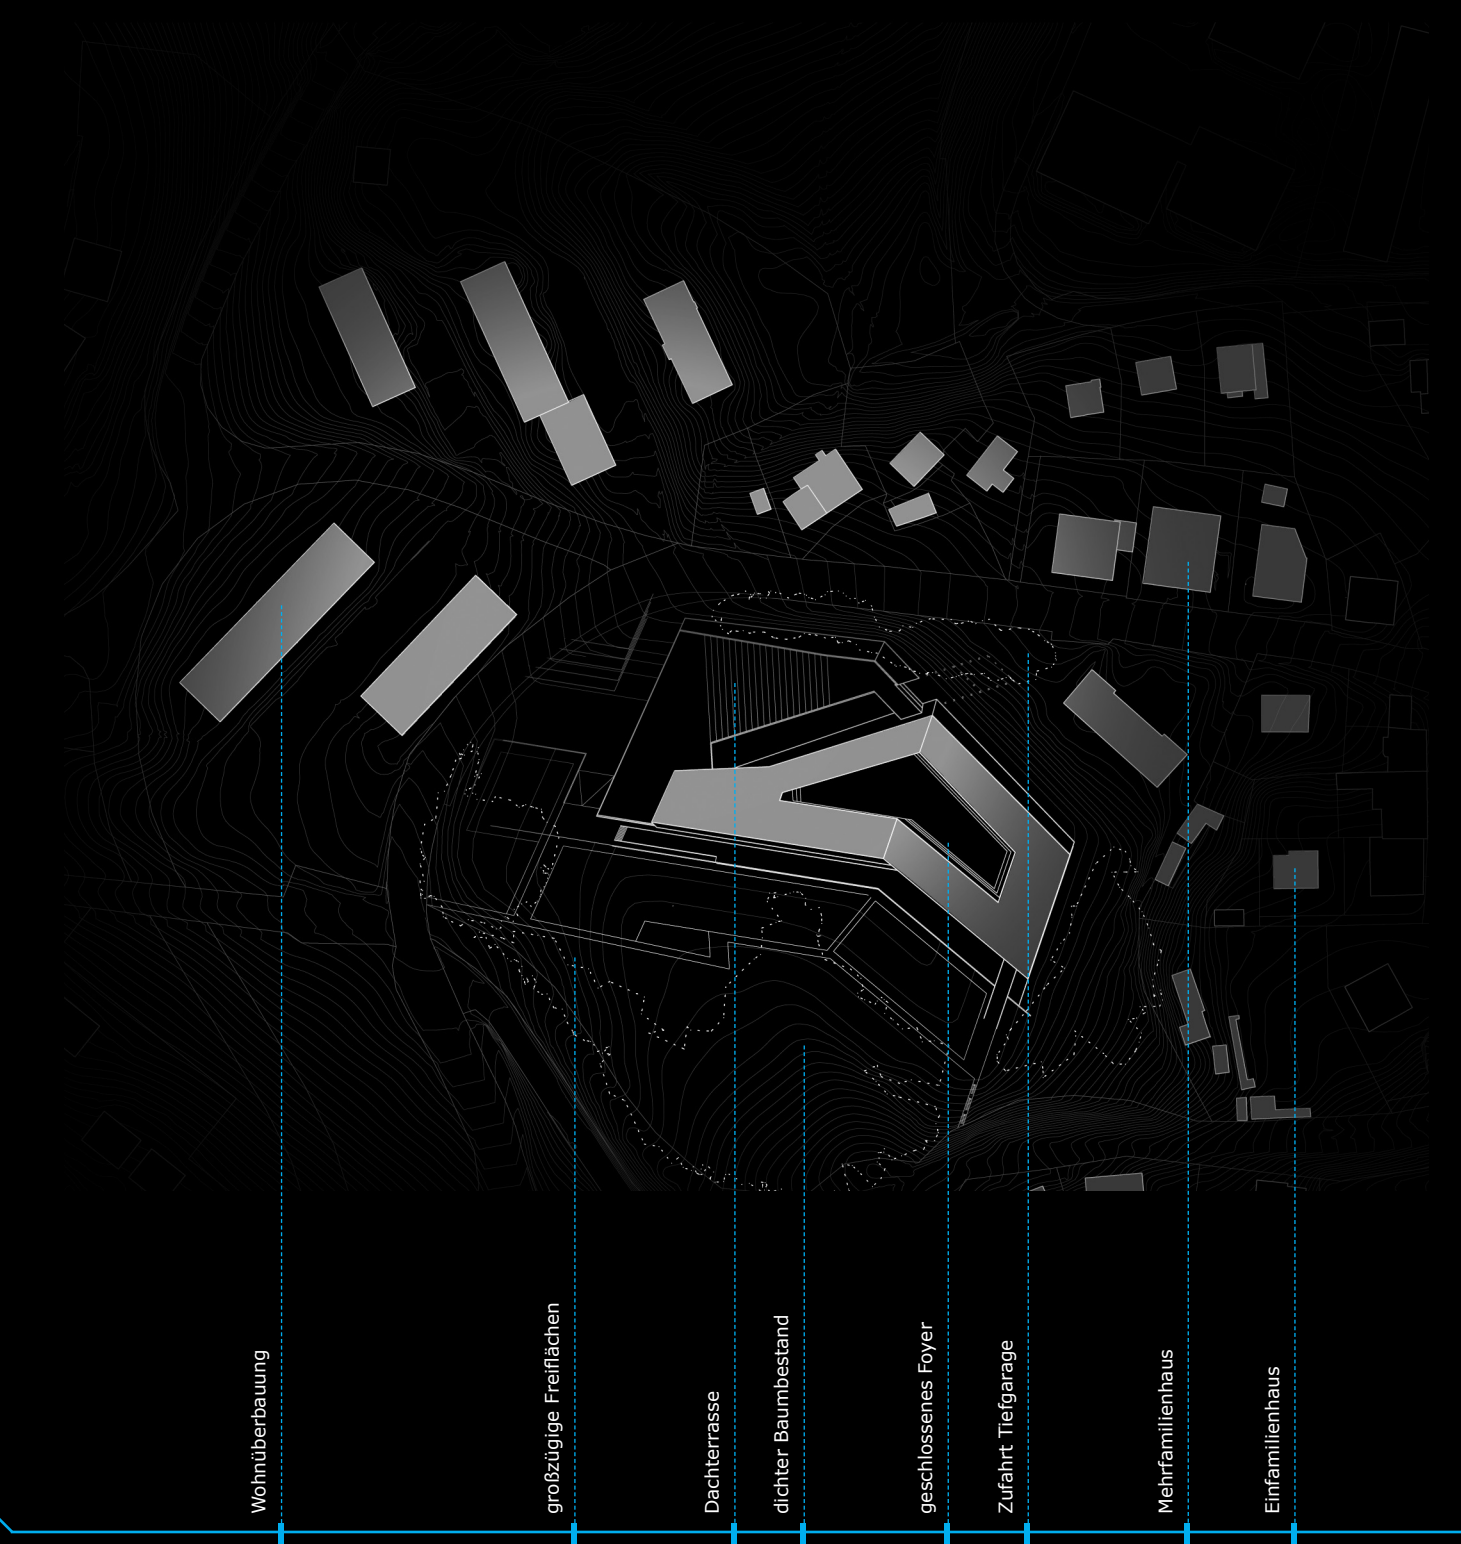 Wohnüberbauung
großzügige Freiflächen
Dachterrasse
dichter Baumbestand
geschlossenes Foyer
Zufahrt Tiefgarage
Mehrfamilienhaus
Einfamilienhaus